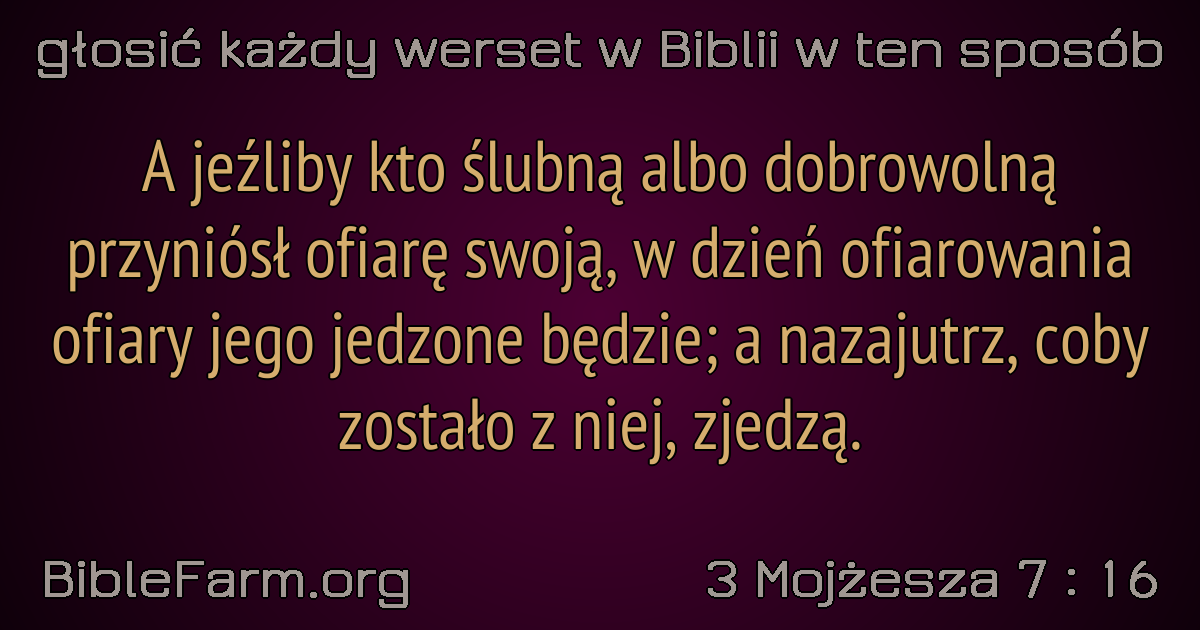 głosić każdy werset w Biblii w ten sposób
A jeźliby kto ślubną albo dobrowolną
przyniósł ofiarę swoją, w dzień ofiarowania
ofiary jego jedzone będzie; a nazajutrz, coby
zostało z niej, zjedzą.
BibleFarm.org
3 Mojżesza 7 : 16